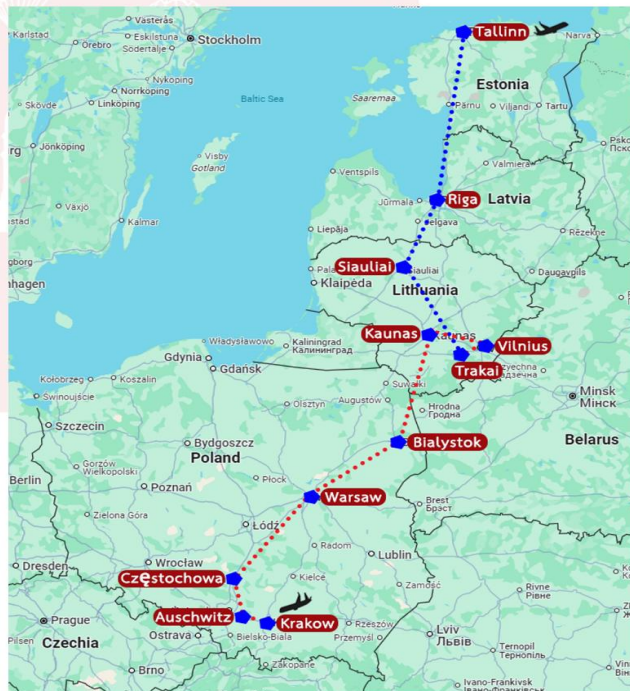 Karlstad
Västerås
Eskilstuna
Örebro
Södertälje
Stockholm
Tallinn
Narva
Nyköping
Norrköping
Linköping
Skövde
Baltic Sea
Estonia
Saaremaa
Pärnu
Viljandi
Tartu
Jönköping
Visby
Gotland
Valmiera
Ventspils
Växjö
Kalmar
Jūrmala
Riga
Latvia
Jelgava
Liepāja
Rēzekne
Siauliai
Šiauliai
Klaipėda
Daugavpils
Lithuania
Kaunas
Kaunas
Vilnius
Trakai
Władysławowo
Kaliningrad
Калининград
Gdynia
Gdańsk
Kołobrzeg
Koszalin
Suwałki
Minsk
Мінск
Świnoujście
Olsztyn
Augustów
Hrodna
Гродна
Szczecin
Bydgoszcz
Bialystok
Belarus
Poland
Gorzów
Wielkopolski
Berlin
Płock
Poznań
Warsaw
Brest
Брэст
Zielona Góra
Łódź
Radom
Lublin
Dresden
Wrocław
Częstochowa
Kielce
Zamość
Rivne
Рівне
Auschwitz
Krakow
Prague
Ostrava
Bielsko-Biala
Rzeszów
Przemyśl
Lviv
Львів
Pilsen
Czechia
Zakopane
Ternopil
Тернопіль
Brno
Ivano-Frankivsk